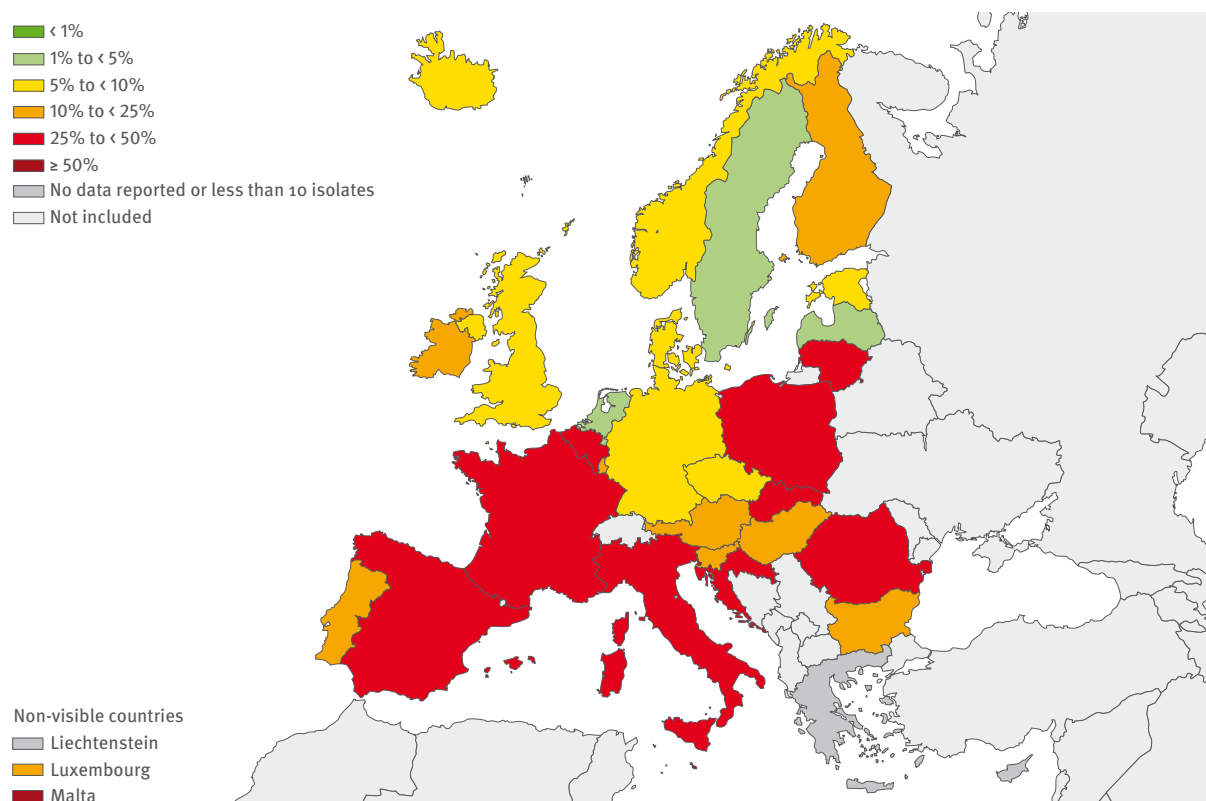 < 1%
1% to < 5%
5% to < 10%
10% to < 25%
25% to < 50%
≥ 50%
No data reported or less than 10 isolates
Not included
Non-visible countries
Liechtenstein
Luxembourg
Malta